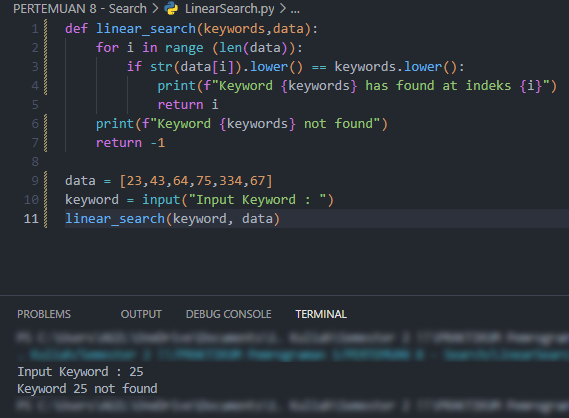 PERTEMUAN 8 - Search > LinearSearch.py > ...
1 def linear_search(keywords,data):
2     for i in range (len(data)):
3         if str(data[i]).lower() == keywords.lower():
4             print(f"Keyword {keywords} has found at indeks {i}")
5             return i
6     print(f"Keyword {keywords} not found")
7     return -1
8
9 data = [23,43,64,75,334,67]
10 keyword = input("Input Keyword : ")
11 linear_search(keyword, data)
PROBLEMS OUTPUT DEBUG CONSOLE TERMINAL
Input Keyword : 25
Keyword 25 not found